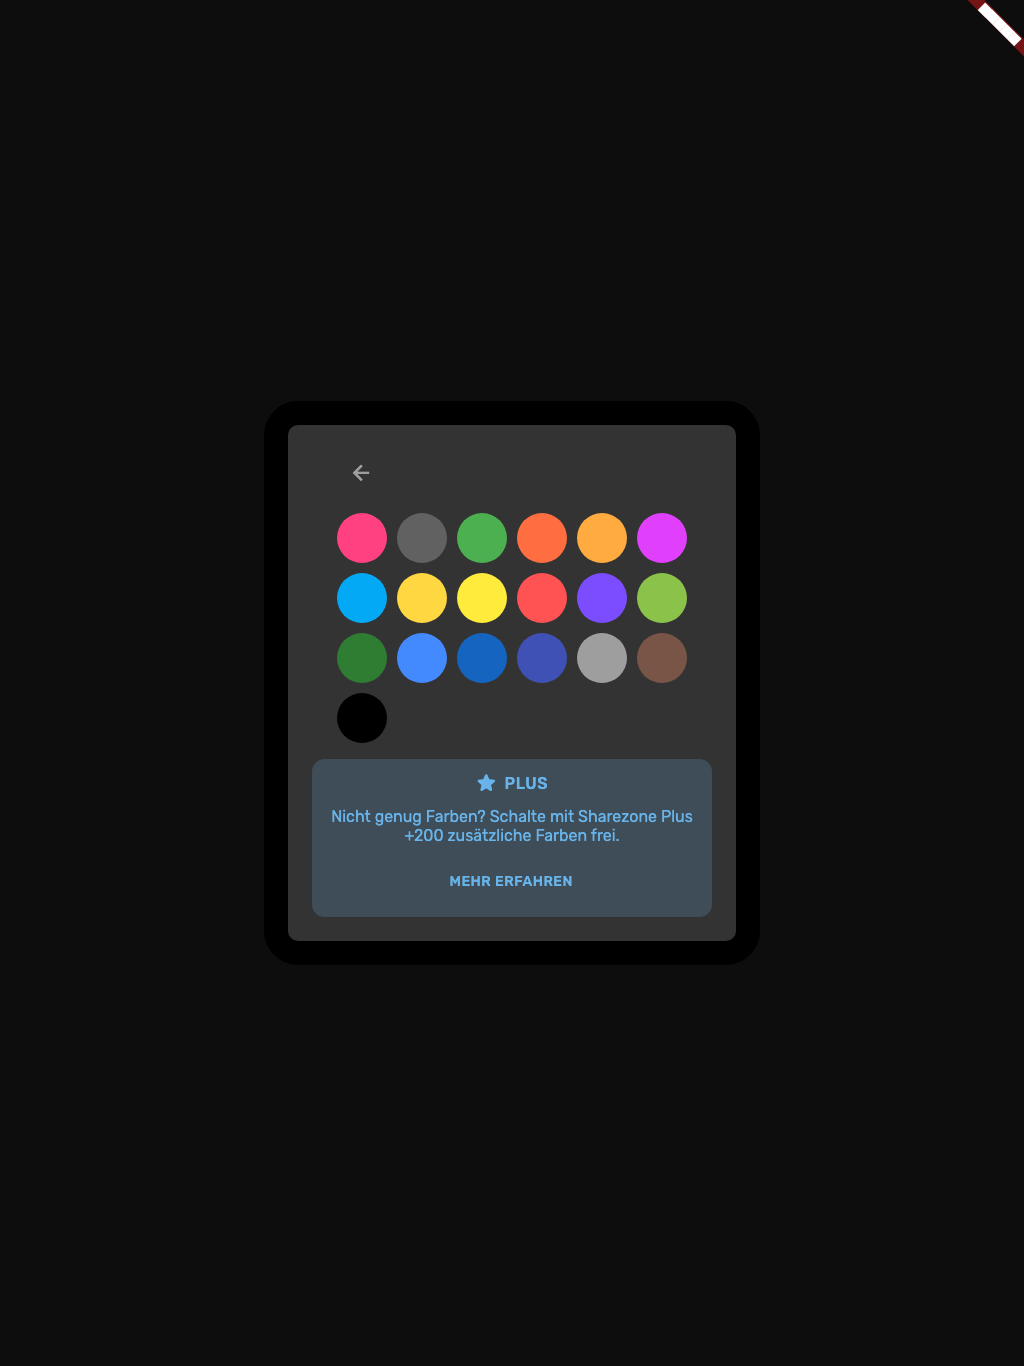 PLUS
Nicht genug Farben? Schalte mit Sharezone Plus
+200 zusätzliche Farben frei.
MEHR ERFAHREN